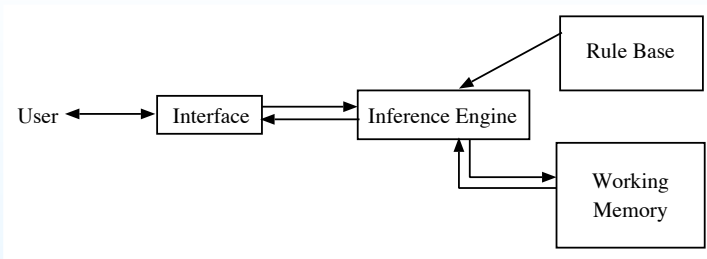 Rule Base
User
Interface
Inference Engine
Working
Memory